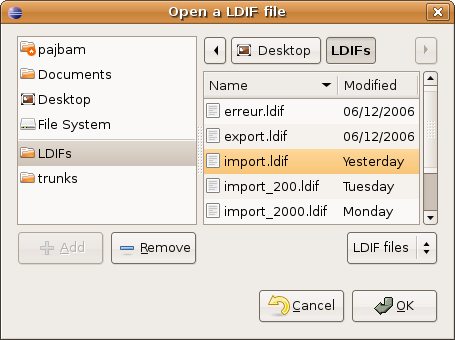 Open a LDIF file
pajbam
Documents
Desktop
File System
LDIFs
trunks
Desktop
LDIFs
Name
Modified
erreur.ldif 06/12/2006
export.ldif 06/12/2006
import.ldif Yesterday
import_200.ldif Tuesday
import_2000.ldif Monday
Add
Remove
LDIF files
Cancel
OK